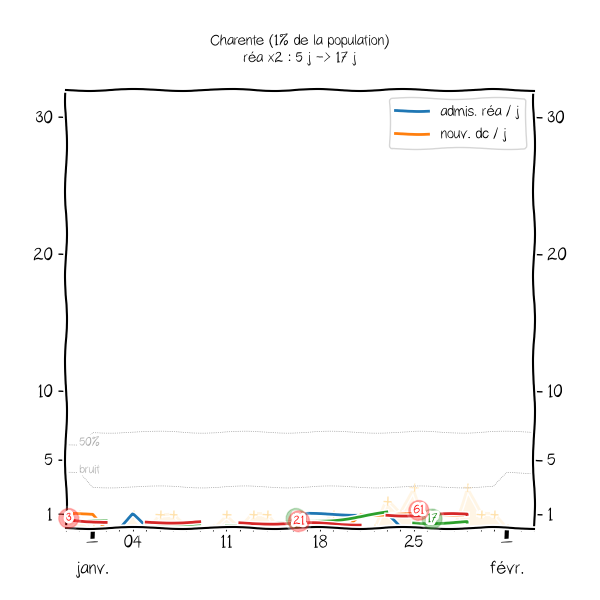 Charente (1% de la population)
réa x2 : 5 j -> 17 j
admis. réa / j
nouv. dc / j
30
30
20
20
10
10
50%
5
5
bruit
1
1
3
21
61
17
04
11
18
25
janv.
févr.